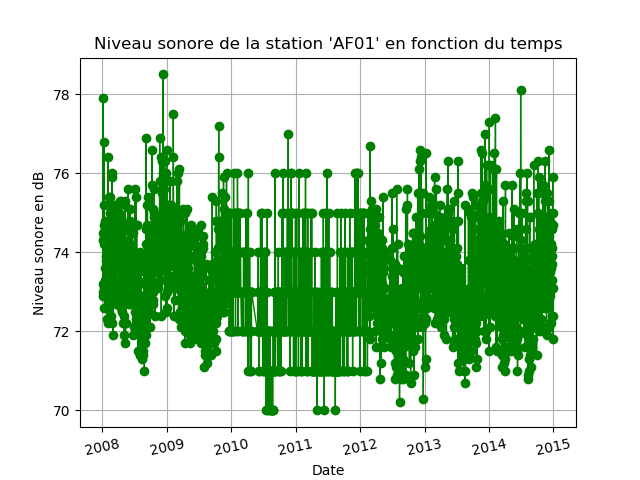 Niveau sonore de la station 'AF01' en fonction du temps
Niveau sonore en dB
78
76
74
72
70
2008 2009 2010 2011 2012 2013 2014 2015
Date